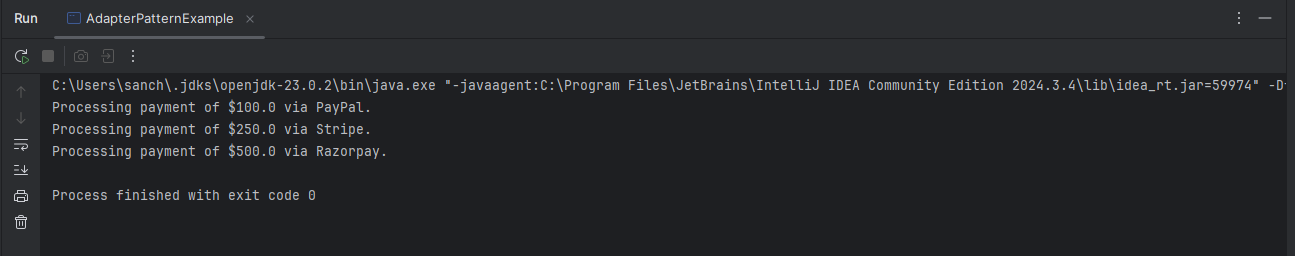 Run AdapterPatternExample
C:\Users\sanch\.jdks\openjdk-23.0.2\bin\java.exe "-javaagent:C:\Program Files\JetBrains\IntelliJ IDEA Community Edition 2024.3.4\lib\idea_rt.jar=59974" -D
Processing payment of $100.0 via PayPal.
Processing payment of $250.0 via Stripe.
Processing payment of $500.0 via Razorpay.
Process finished with exit code 0